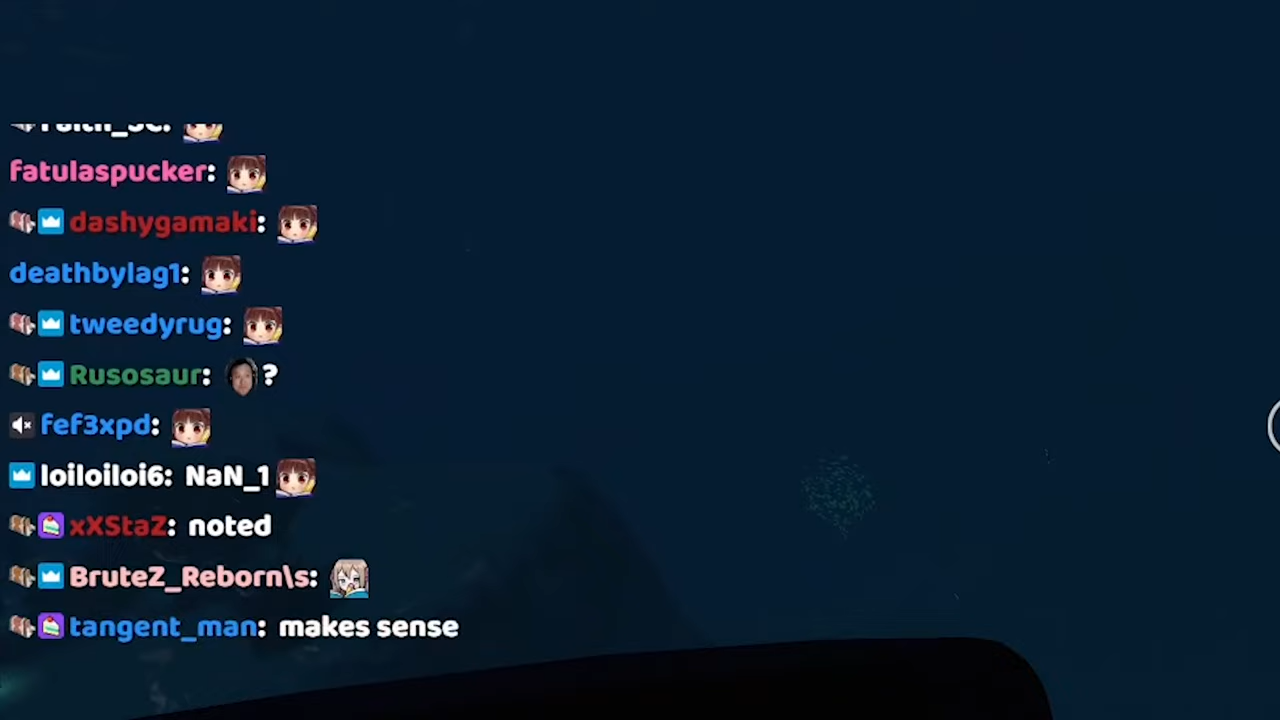 fatulaspucker:
dashygamaki:
deathbylag1:
tweedyrug:
Rusosaur: ?
fef3xpd:
loiloiloi6: NaN_1
xXStaZ: noted
BruteZ_Reborn\s:
tangent_man: makes sense